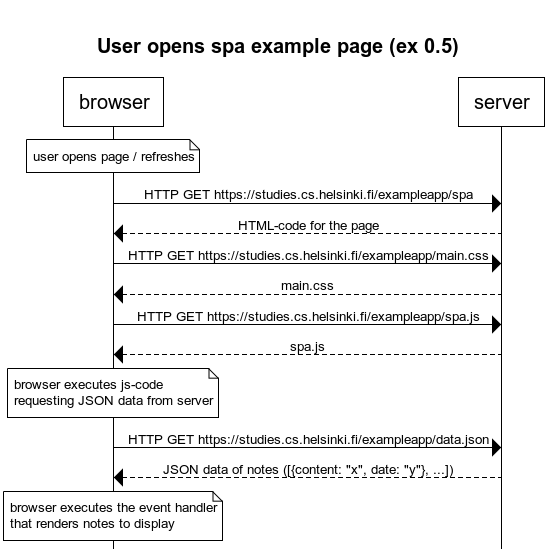 User opens spa example page (ex 0.5)
browser
server
user opens page / refreshes
HTTP GET https://studies.cs.helsinki.fi/exampleapp/spa
HTML-code for the page
HTTP GET https://studies.cs.helsinki.fi/exampleapp/main.css
main.css
HTTP GET https://studies.cs.helsinki.fi/exampleapp/spa.js
spa.js
browser executes js-code
requesting JSON data from server
HTTP GET https://studies.cs.helsinki.fi/exampleapp/data.json
JSON data of notes ([{content: "x", date: "y"}, ...])
browser executes the event handler
that renders notes to display